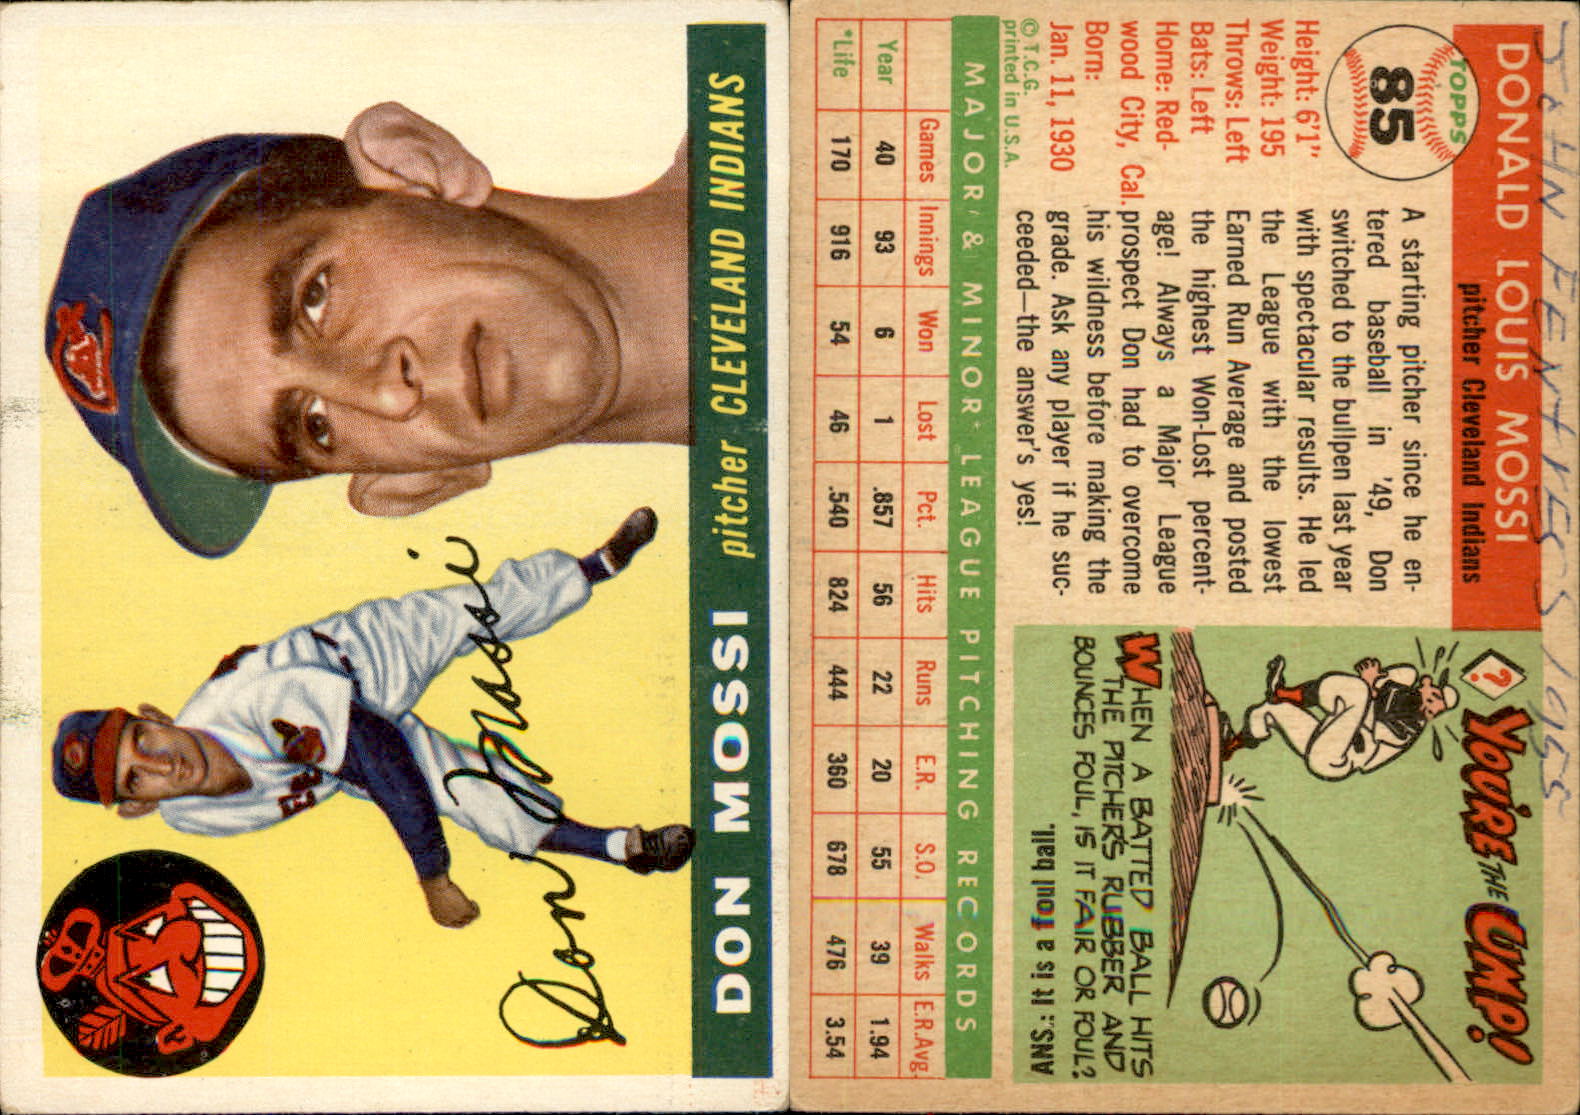 pitcher CLEVELAND INDIANS
DON MOSSI
Don Mossi
JOHN FENTRESS 1955
DONALD LOUIS MOSSI
pitcher Cleveland Indians
TOPPS
85
Height: 6'1"
Weight: 195
Throws: Left
Bats: Left
Home: Red-
wood City, Cal.
Born:
Jan. 11, 1930
© T.C.G.
printed in U.S.A.
A starting pitcher since he en-
tered baseball in '49, Don
switched to the bullpen last year
with spectacular results. He led
the League with the lowest
Earned Run Average and posted
the highest Won-Lost percent-
age! Always a Major League
prospect Don had to overcome
his wildness before making the
grade. Ask any player if he suc-
ceeded—the answer's yes!
?
YOU'RE THE UMP!
WHEN A BATTED BALL HITS
THE PITCHER'S RUBBER AND
BOUNCES FOUL, IS IT FAIR OR FOUL?
ANS.: It is a foul ball.
MAJOR & MINOR LEAGUE PITCHING RECORDS
Games Innings Won Lost Pct. Hits Runs E.R. S.O. Walks E.R.Avg.
Year 40 93 6 1 .857 56 22 20 55 39 1.94
*Life 170 916 54 46 .540 824 444 360 678 476 3.54